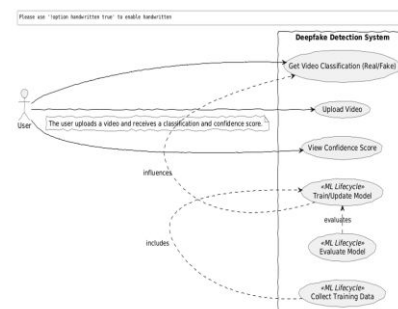 Please use '!option handwritten true' to enable handwritten
Deepfake Detection System
Get Video Classification (Real/Fake)
Upload Video
User
The user uploads a video and receives a classification and confidence score.
View Confidence Score
influences
«ML Lifecycle»
Train/Update Model
evaluates
includes
«ML Lifecycle»
Evaluate Model
«ML Lifecycle»
Collect Training Data